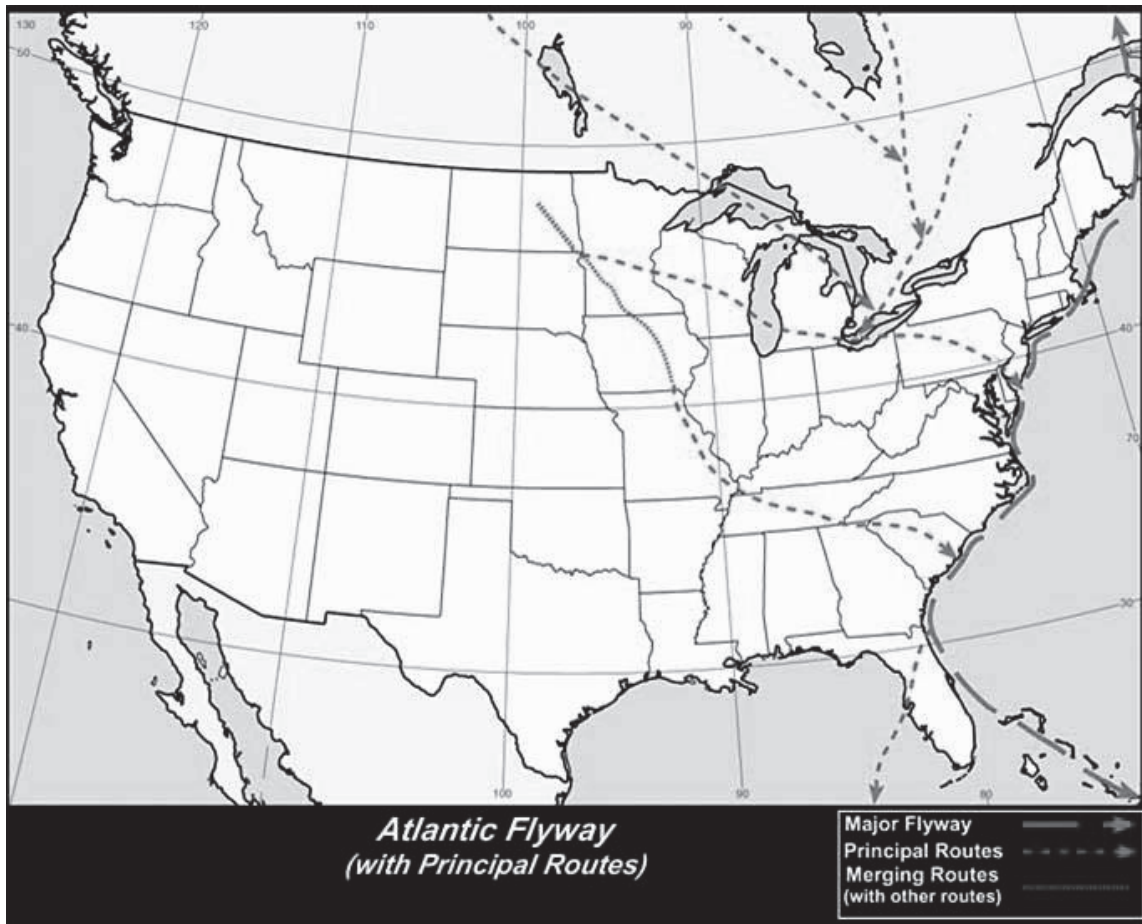 130
120
110
100
90
50
40
40
70
30
100
90
80
Atlantic Flyway
(with Principal Routes)
Major Flyway
Principal Routes
Merging Routes
(with other routes)